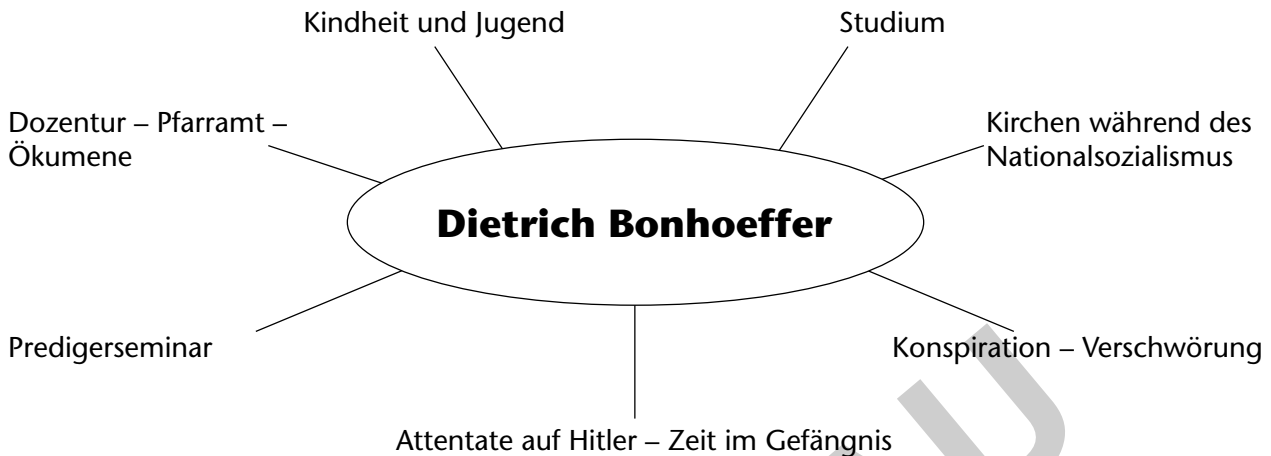 Kindheit und Jugend
Studium
Dozentur – Pfarramt –
Ökumene
Kirchen während des
Nationalsozialismus
Dietrich Bonhoeffer
Predigerseminar
Konspiration – Verschwörung
Attentate auf Hitler – Zeit im Gefängnis